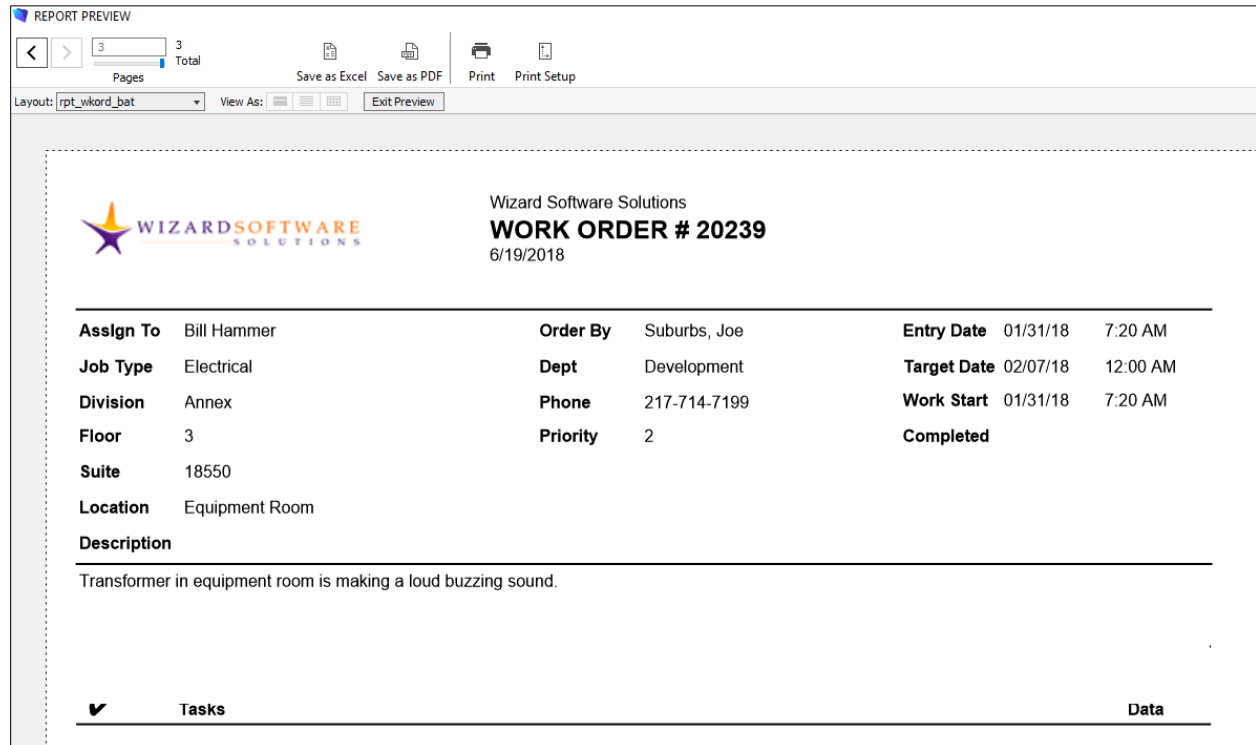 REPORT PREVIEW
3
3
Total
Pages
Save as Excel Save as PDF Print Print Setup
Layout: rpt_wkord_bat View As: Exit Preview
WIZARDSOFTWARE
SOLUTIONS
Wizard Software Solutions
WORK ORDER # 20239
6/19/2018
Assign To Bill Hammer Order By Suburbs, Joe Entry Date 01/31/18 7:20 AM
Job Type Electrical Dept Development Target Date 02/07/18 12:00 AM
Division Annex Phone 217-714-7199 Work Start 01/31/18 7:20 AM
Floor 3 Priority 2 Completed
Suite 18550
Location Equipment Room
Description
Transformer in equipment room is making a loud buzzing sound.
✔ Tasks Data